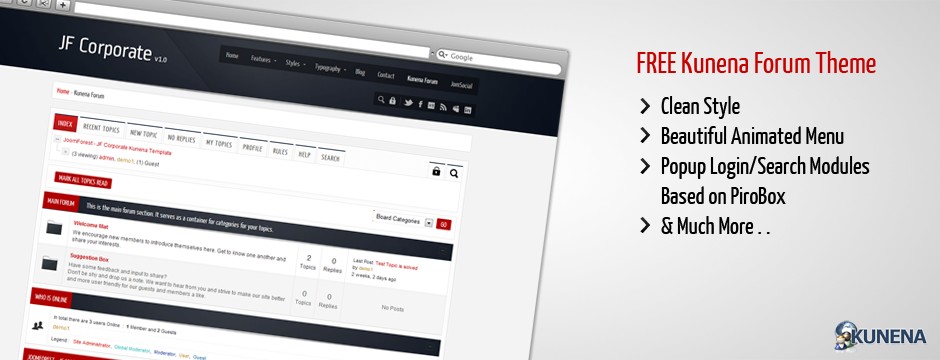 Google
JF Corporate v1.0
Home Features Styles Typography Blog Contact Kunena Forum JomSocial
Home Kunena Forum
INDEX RECENT TOPICS NEW TOPIC NO REPLIES MY TOPICS PROFILE RULES HELP SEARCH
JoomForest - JF Corporate Kunena Template
(3 viewing) admin, demo1, (1) Guest
MARK ALL TOPICS READ
Board Categories GO
MAIN FORUM This is the main forum section. It serves as a container for categories for your topics.
Welcome Mat
We encourage new members to introduce themselves here. Get to know one another and
share your interests.
2 Topics
0 Replies
Last Post: Test Topic is solved
by demo1
2 weeks, 2 days ago
Suggestion Box
Have some feedback and input to share?
Don't be shy and drop us a note. We want to hear from you and strive to make our site better
and more user friendly for our guests and members a like.
0 Topics
0 Replies
No Posts
WHO IS ONLINE
In total there are 3 users Online : 1 Member and 2 Guests
demo1
Legend : Site Administrator, Global Moderator, Moderator, User, Guest
FREE Kunena Forum Theme
Clean Style
Beautiful Animated Menu
Popup Login/Search Modules
Based on PiroBox
& Much More . .
KUNENA